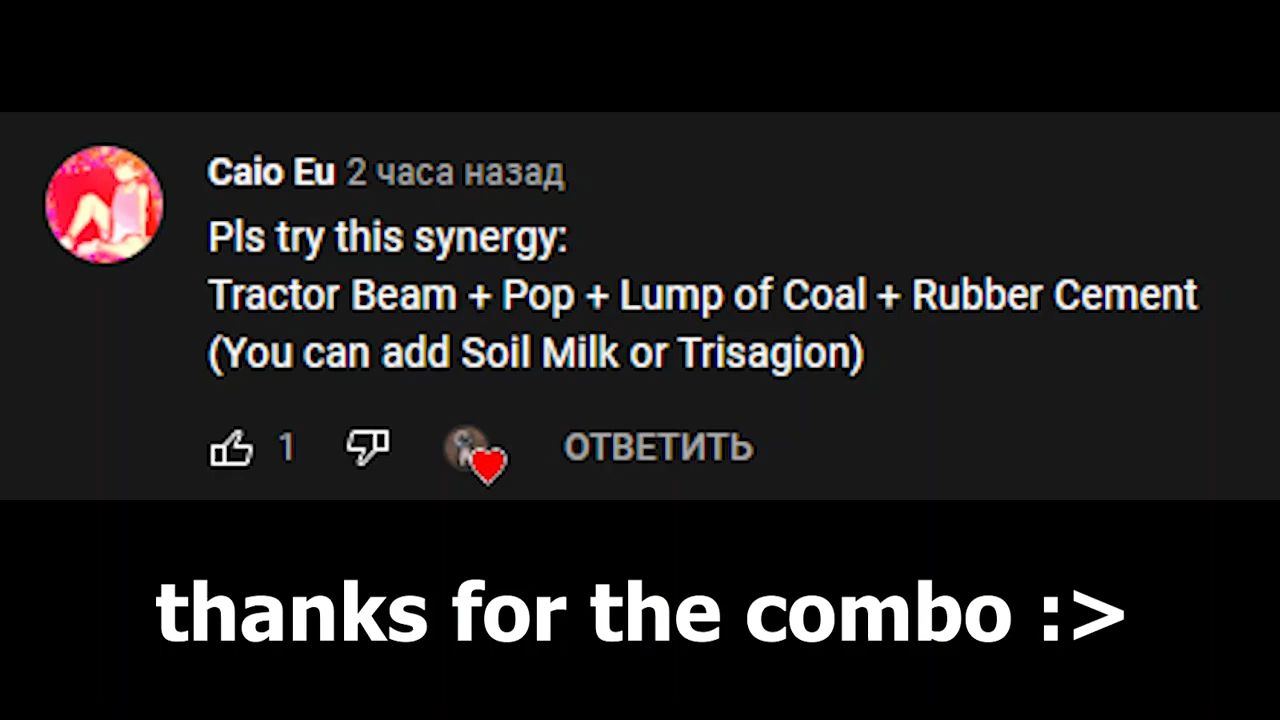 Caio Eu 2 часа назад
Pls try this synergy:
Tractor Beam + Pop + Lump of Coal + Rubber Cement
(You can add Soil Milk or Trisagion)
1 ОТВЕТИТЬ
thanks for the combo :>